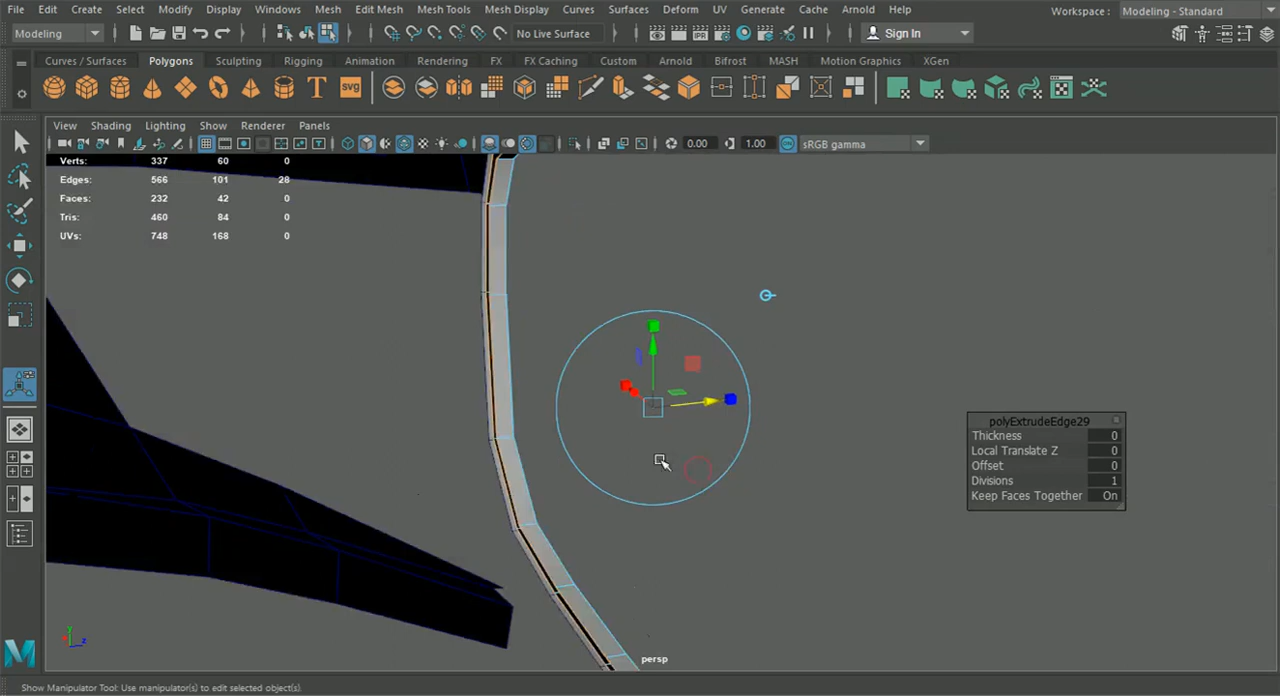 File Edit Create Select Modify Display Windows Mesh Edit Mesh Mesh Tools Mesh Display Curves Surfaces Deform UV Generate Cache Arnold Help Workspace: Modeling - Standard
Modeling No Live Surface Sign In
Curves / Surfaces Polygons Sculpting Rigging Animation Rendering FX FX Caching Custom Arnold Bifrost MASH Motion Graphics XGen
T SVG
View Shading Lighting Show Renderer Panels
0.00 1.00 ON sRGB gamma
Verts: 337 60 0
Edges: 566 101 28
Faces: 232 42 0
Tris: 460 84 0
UVs: 748 168 0
polyExtrudeEdge29
Thickness 0
Local Translate Z 0
Offset 0
Divisions 1
Keep Faces Together On
y
z
persp
M
Show Manipulator Tool: Use manipulator(s) to edit selected object(s).